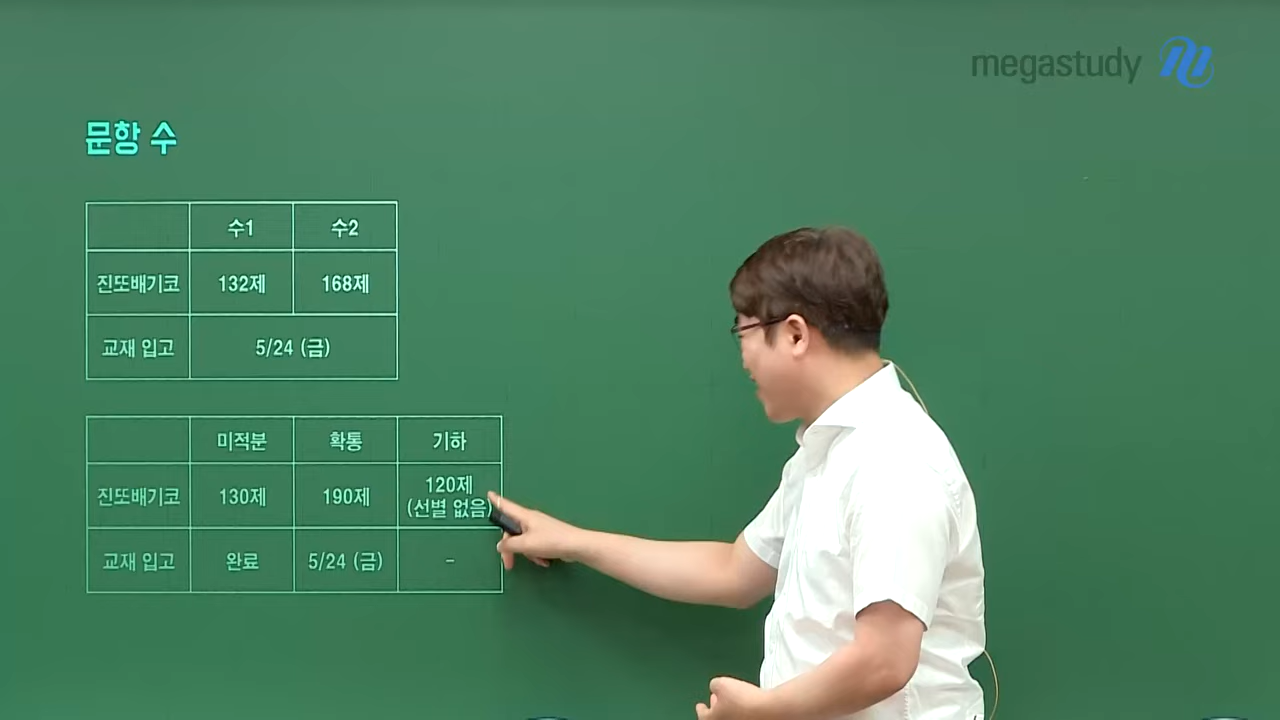 megastudy
문항 수
수1 수2
진또배기코 132제 168제
교재 입고 5/24 (금)
미적분 확통 기하
진또배기코 130제 190제 120제
(선별 없음)
교재 입고 완료 5/24 (금) -